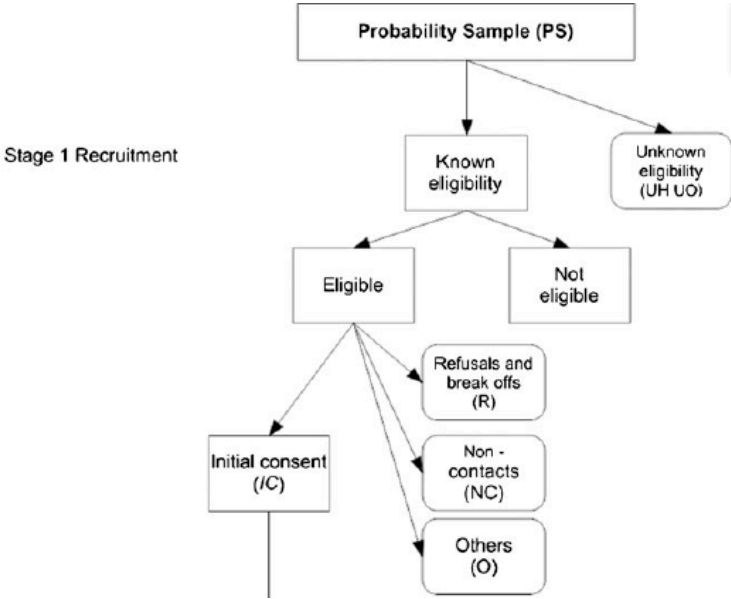 Probability Sample (PS)
Stage 1 Recruitment
Known
eligibility
Unknown
eligibility
(UH UO)
Eligible
Not
eligible
Refusals and
break offs
(R)
Initial consent
(IC)
Non -
contacts
(NC)
Others
(O)